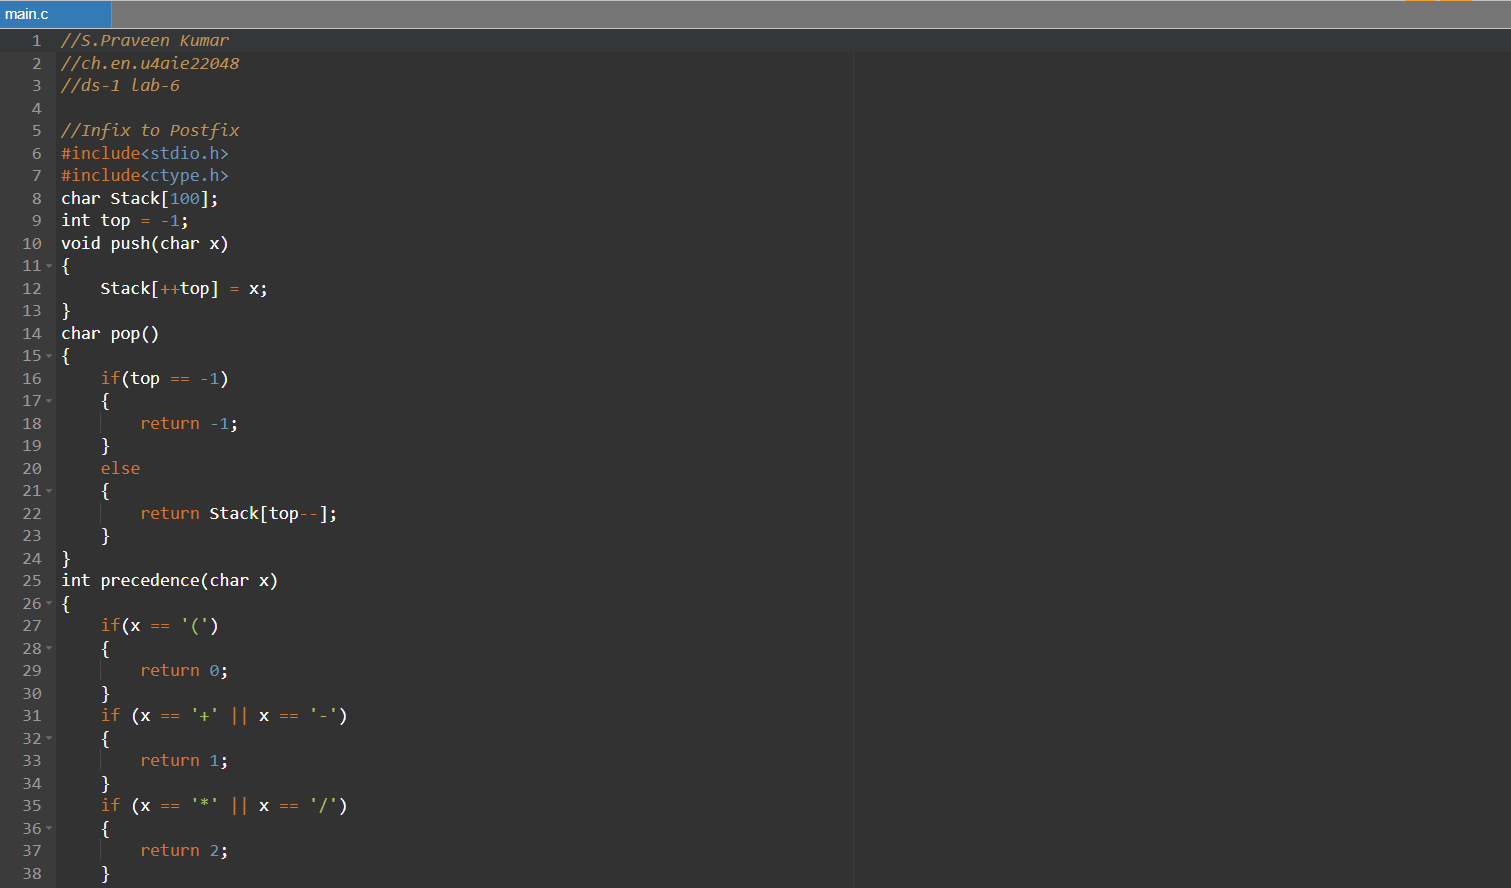 main.c
1 //S.Praveen Kumar
2 //ch.en.u4aie22048
3 //ds-1 lab-6
4
5 //Infix to Postfix
6 #include<stdio.h>
7 #include<ctype.h>
8 char Stack[100];
9 int top = -1;
10 void push(char x)
11 {
12     Stack[++top] = x;
13 }
14 char pop()
15 {
16     if(top == -1)
17     {
18         return -1;
19     }
20     else
21     {
22         return Stack[top--];
23     }
24 }
25 int precedence(char x)
26 {
27     if(x == '(')
28     {
29         return 0;
30     }
31     if (x == '+' || x == '-')
32     {
33         return 1;
34     }
35     if (x == '*' || x == '/')
36     {
37         return 2;
38     }